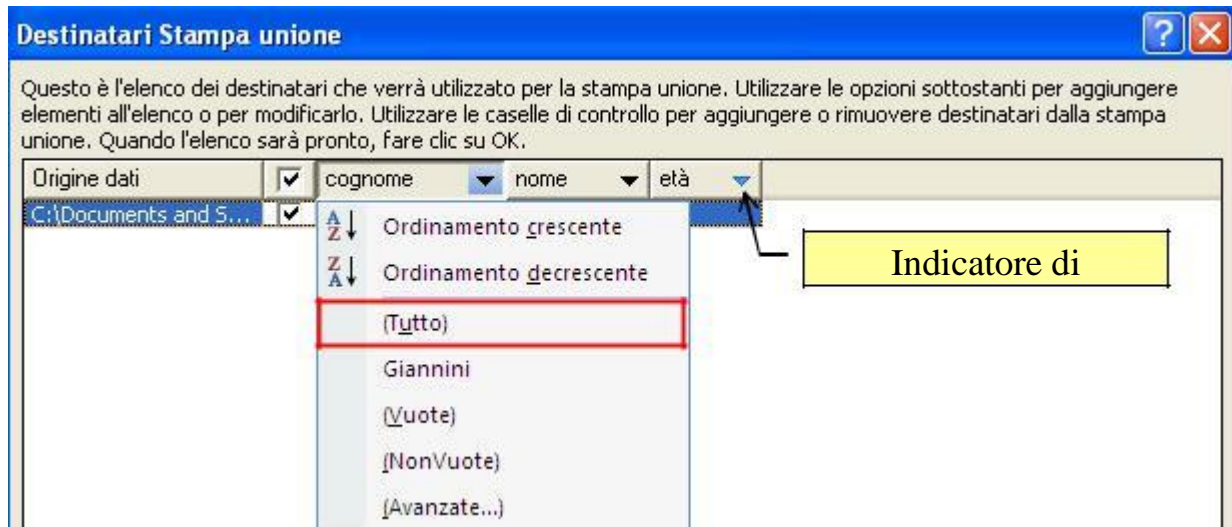 Destinatari Stampa unione
Questo è l'elenco dei destinatari che verrà utilizzato per la stampa unione. Utilizzare le opzioni sottostanti per aggiungere
elementi all'elenco o per modificarlo. Utilizzare le caselle di controllo per aggiungere o rimuovere destinatari dalla stampa
unione. Quando l'elenco sarà pronto, fare clic su OK.
Origine dati cognome nome età
C:\Documents and S...
Ordinamento crescente
Indicatore di
Ordinamento decrescente
(Tutto)
Giannini
(Vuote)
(NonVuote)
(Avanzate...)